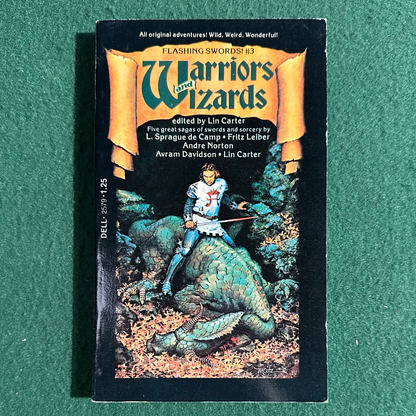 All original adventures! Wild. Weird. Wonderful!
FLASHING SWORDS! #3
Warriors
and
Wizards
edited by Lin Carter
Five great sagas of swords and sorcery by
L. Sprague de Camp • Fritz Leiber
Andre Norton
Avram Davidson • Lin Carter
DELL • 2579 • 1.25